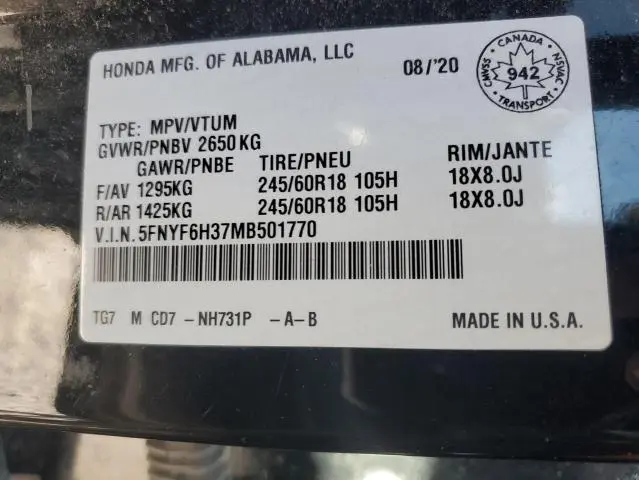 HONDA MFG. OF ALABAMA, LLC
08/'20
CANADA
CMVSS
NSVAC
942
TRANSPORT
TYPE: MPV/VTUM
GVWR/PNBV 2650KG
GAWR/PNBE TIRE/PNEU RIM/JANTE
F/AV 1295KG 245/60R18 105H 18X8.0J
R/AR 1425KG 245/60R18 105H 18X8.0J
V.I.N.5FNYF6H37MB501770
TG7 M CD7 -NH731P -A-B MADE IN U.S.A.